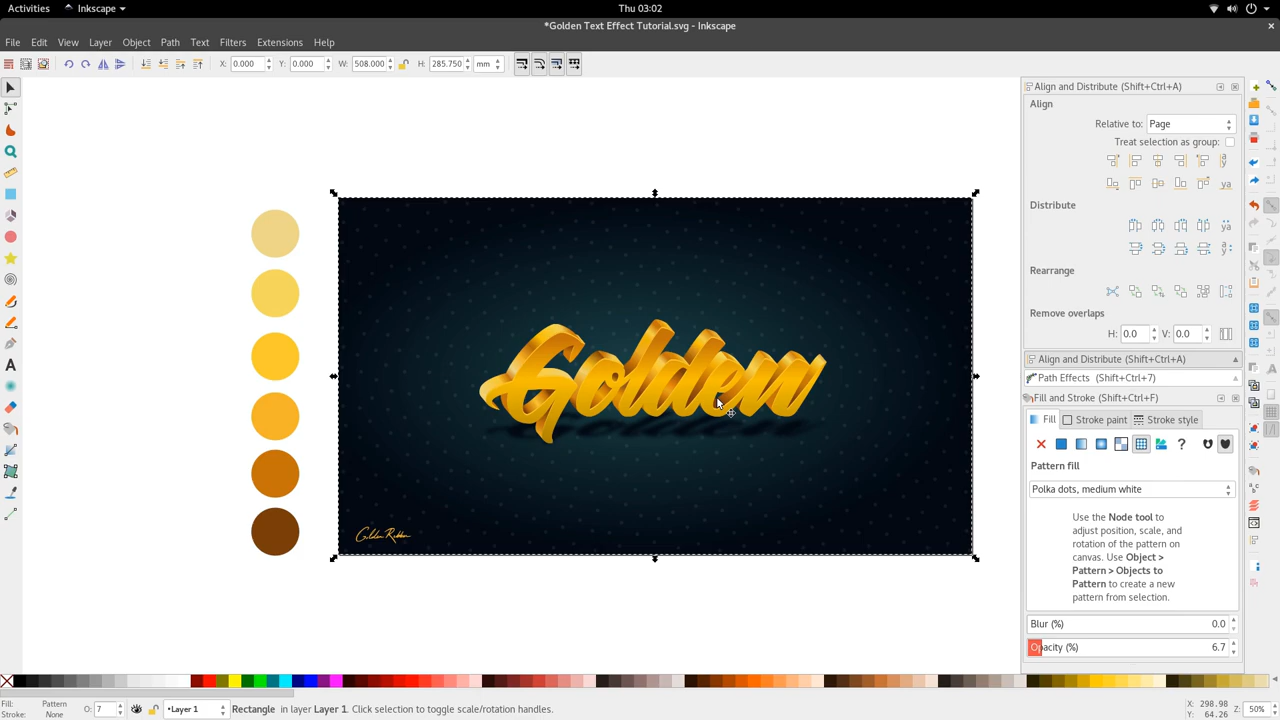 Activities
Inkscape
Thu 03:02
*Golden Text Effect Tutorial.svg - Inkscape
File Edit View Layer Object Path Text Filters Extensions Help
X: 0.000 Y: 0.000 W: 508.000 H: 285.750 mm
Align and Distribute (Shift+Ctrl+A)
Align
Relative to: Page
Treat selection as group:
Distribute
Rearrange
Remove overlaps
H: 0.0 V: 0.0
Align and Distribute (Shift+Ctrl+A)
Path Effects (Shift+Ctrl+7)
Fill and Stroke (Shift+Ctrl+F)
Fill Stroke paint Stroke style
Pattern fill
Polka dots, medium white
Use the Node tool to
adjust position, scale, and
rotation of the pattern on
canvas. Use Object >
Pattern > Objects to
Pattern to create a new
pattern from selection.
Blur (%) 0.0
Opacity (%) 6.7
Golden
Fill: Pattern
Stroke: None
O: 7
•Layer 1
Rectangle in layer Layer 1. Click selection to toggle scale/rotation handles.
X: 298.98
Y: 64.26
Z: 50%